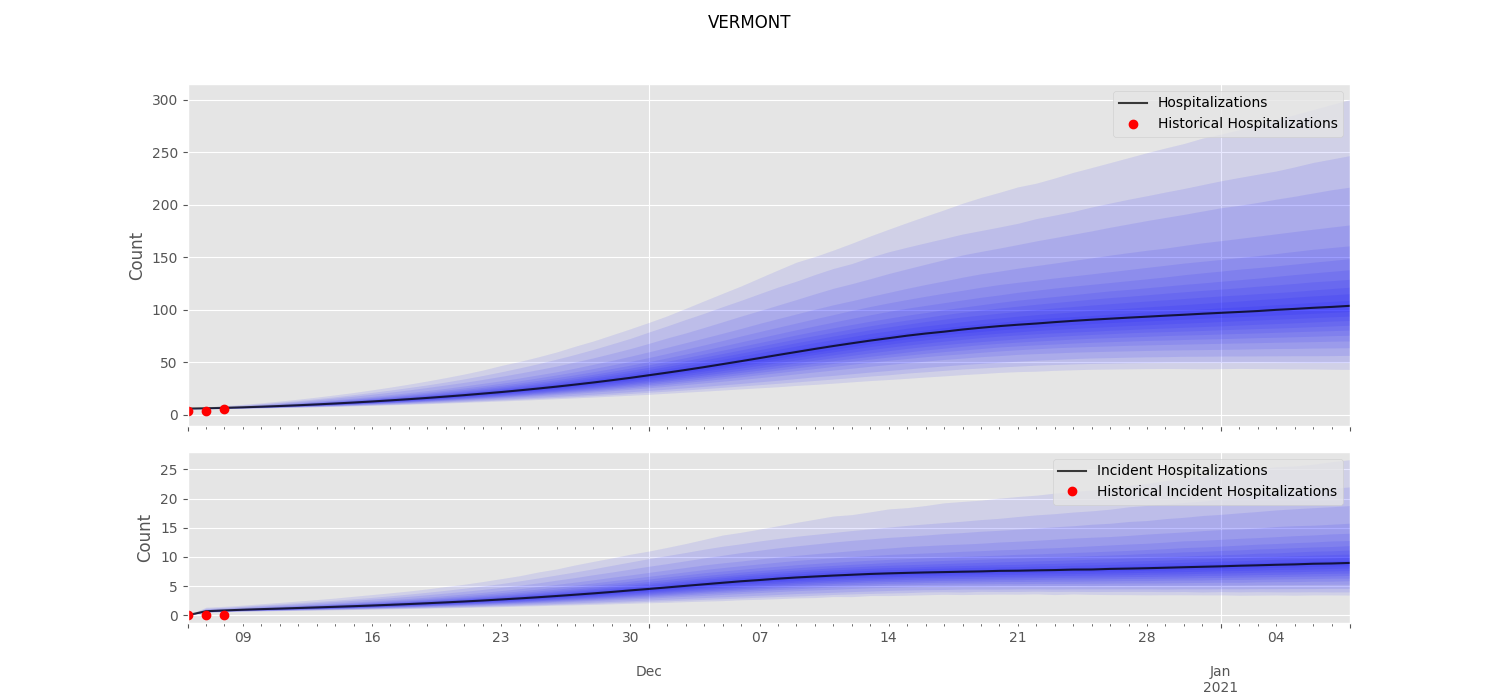 VERMONT
300
250
200
150
100
50
0
Count
Hospitalizations
Historical Hospitalizations
25
20
15
10
5
0
Count
Incident Hospitalizations
Historical Incident Hospitalizations
09 16 23 30 07 14 21 28 04
Dec Jan
2021